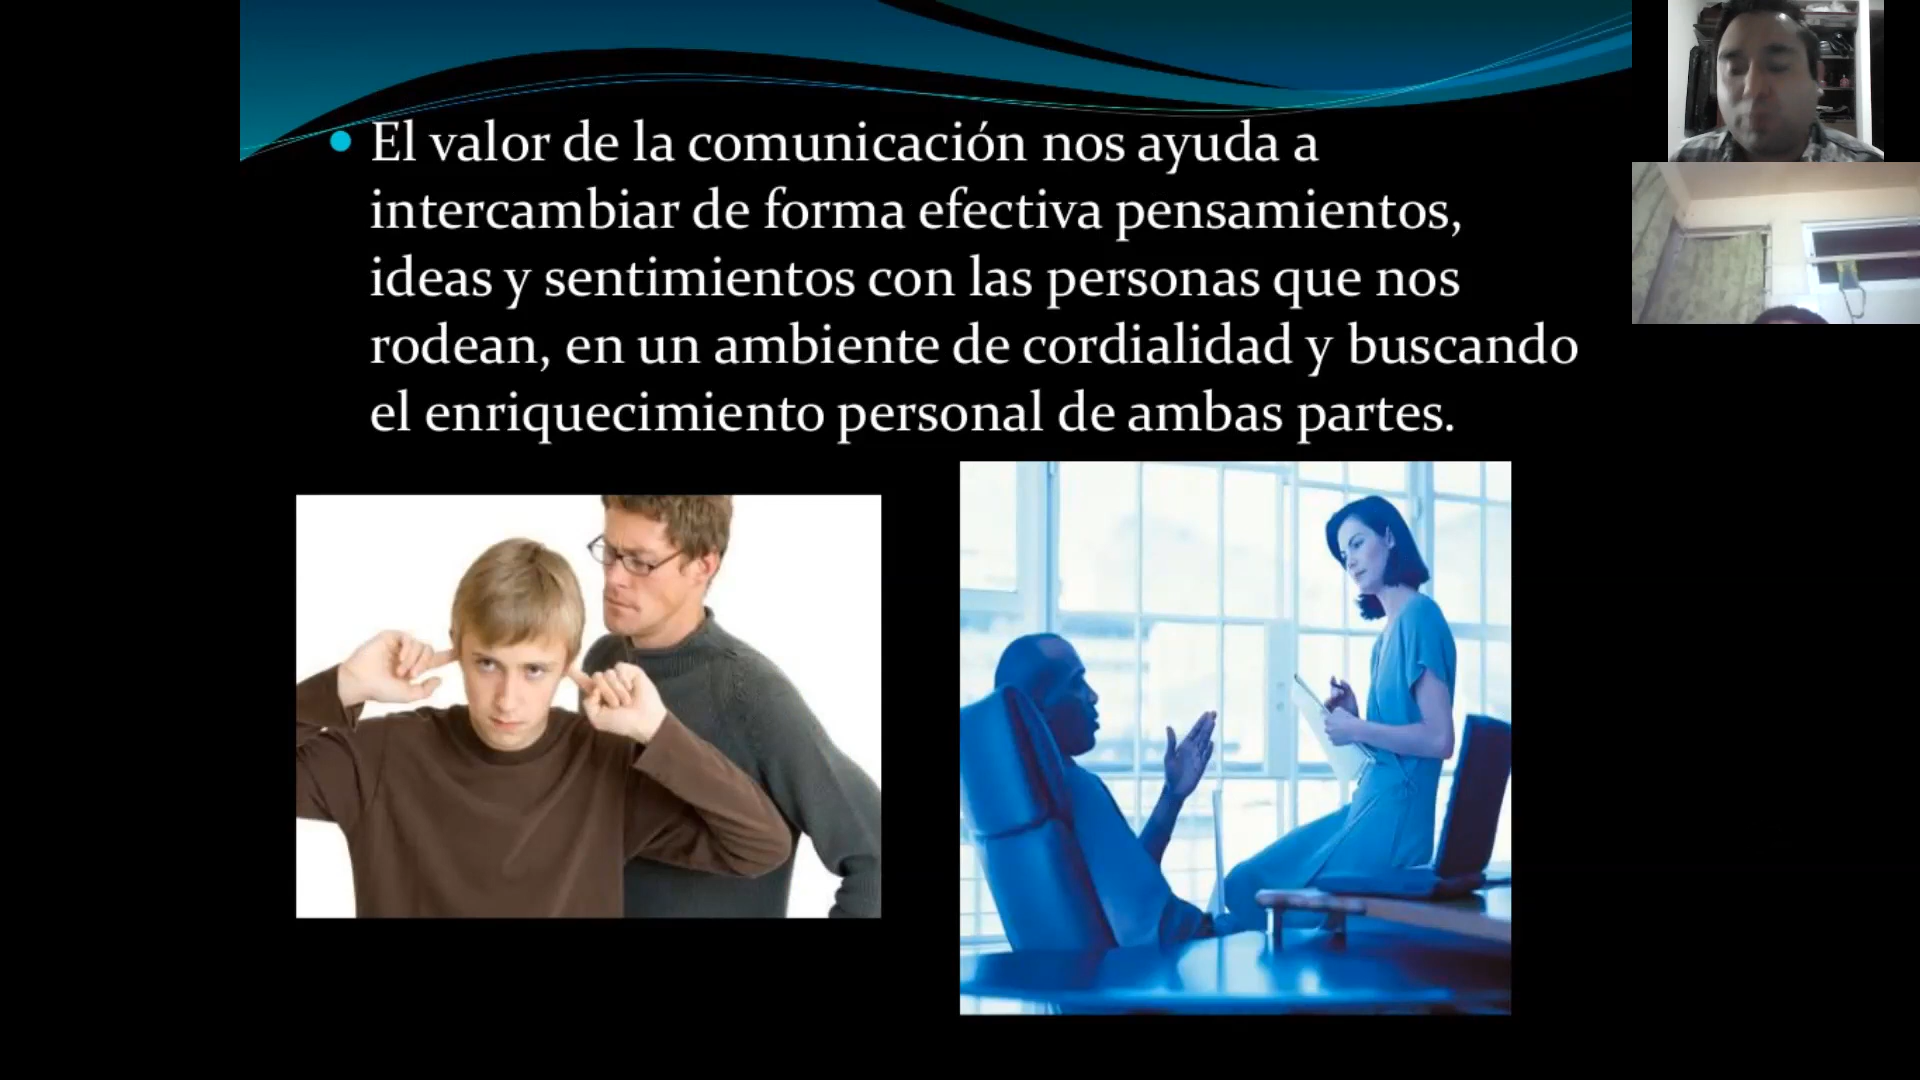 El valor de la comunicación nos ayuda a
intercambiar de forma efectiva pensamientos,
ideas y sentimientos con las personas que nos
rodean, en un ambiente de cordialidad y buscando
el enriquecimiento personal de ambas partes.